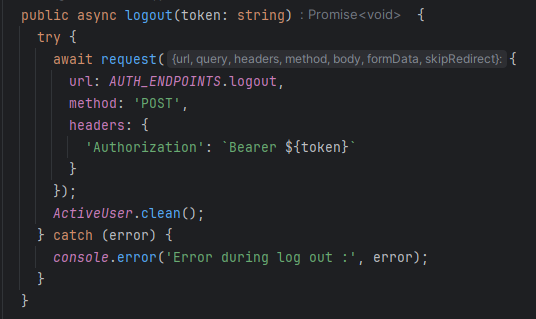 public async logout(token: string) : Promise<void> {
try {
await request( {url, query, headers, method, body, formData, skipRedirect}: {
url: AUTH_ENDPOINTS.logout,
method: 'POST',
headers: {
'Authorization': `Bearer ${token}`
}
});
ActiveUser.clean();
} catch (error) {
console.error('Error during log out :', error);
}
}